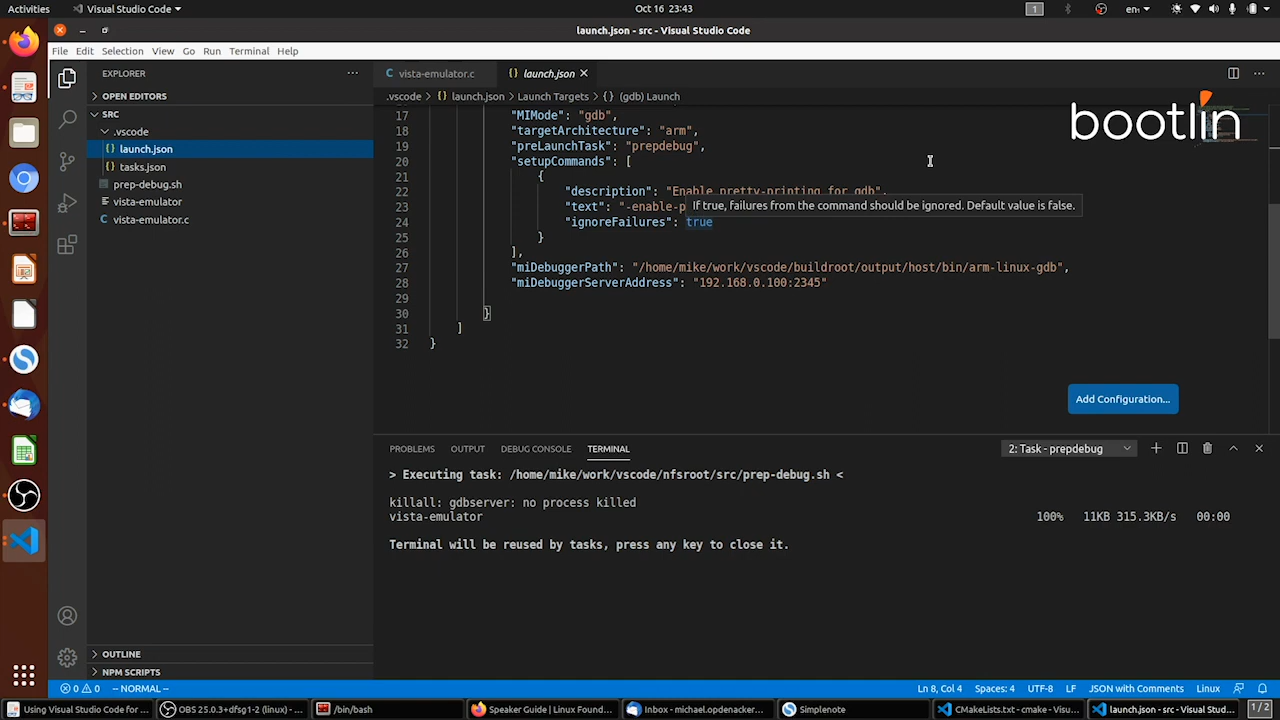 Activities
Visual Studio Code
Oct 16 23:43
1
en
launch.json - src - Visual Studio Code
File Edit Selection View Go Run Terminal Help
EXPLORER
OPEN EDITORS
SRC
.vscode
launch.json
tasks.json
prep-debug.sh
vista-emulator
vista-emulator.c
OUTLINE
NPM SCRIPTS
vista-emulator.c
launch.json
.vscode > launch.json > Launch Targets > {} (gdb) Launch
bootlin
17 "MIMode": "gdb",
18 "targetArchitecture": "arm",
19 "preLaunchTask": "prepdebug",
20 "setupCommands": [
21 {
22 "description": "Enable pretty-printing for gdb",
23 "text": "-enable-p
If true, failures from the command should be ignored. Default value is false.
24 "ignoreFailures": true
25 }
26 ],
27 "miDebuggerPath": "/home/mike/work/vscode/buildroot/output/host/bin/arm-linux-gdb",
28 "miDebuggerServerAddress": "192.168.0.100:2345"
29
30 }
31 ]
32 }
Add Configuration...
PROBLEMS OUTPUT DEBUG CONSOLE TERMINAL
2: Task - prepdebug
> Executing task: /home/mike/work/vscode/nfsroot/src/prep-debug.sh <
killall: gdbserver: no process killed
vista-emulator 100% 11KB 315.3KB/s 00:00
Terminal will be reused by tasks, press any key to close it.
0 0 -- NORMAL --
Ln 8, Col 4 Spaces: 4 UTF-8 LF JSON with Comments Linux
Using Visual Studio Code for ...
OBS 25.0.3+dfsg1-2 (linux) - ...
/bin/bash
Speaker Guide | Linux Found...
Inbox - michael.opdenacker...
Simplenote
CMakeLists.txt - cmake - Visu...
launch.json - src - Visual Stud...
1 / 2